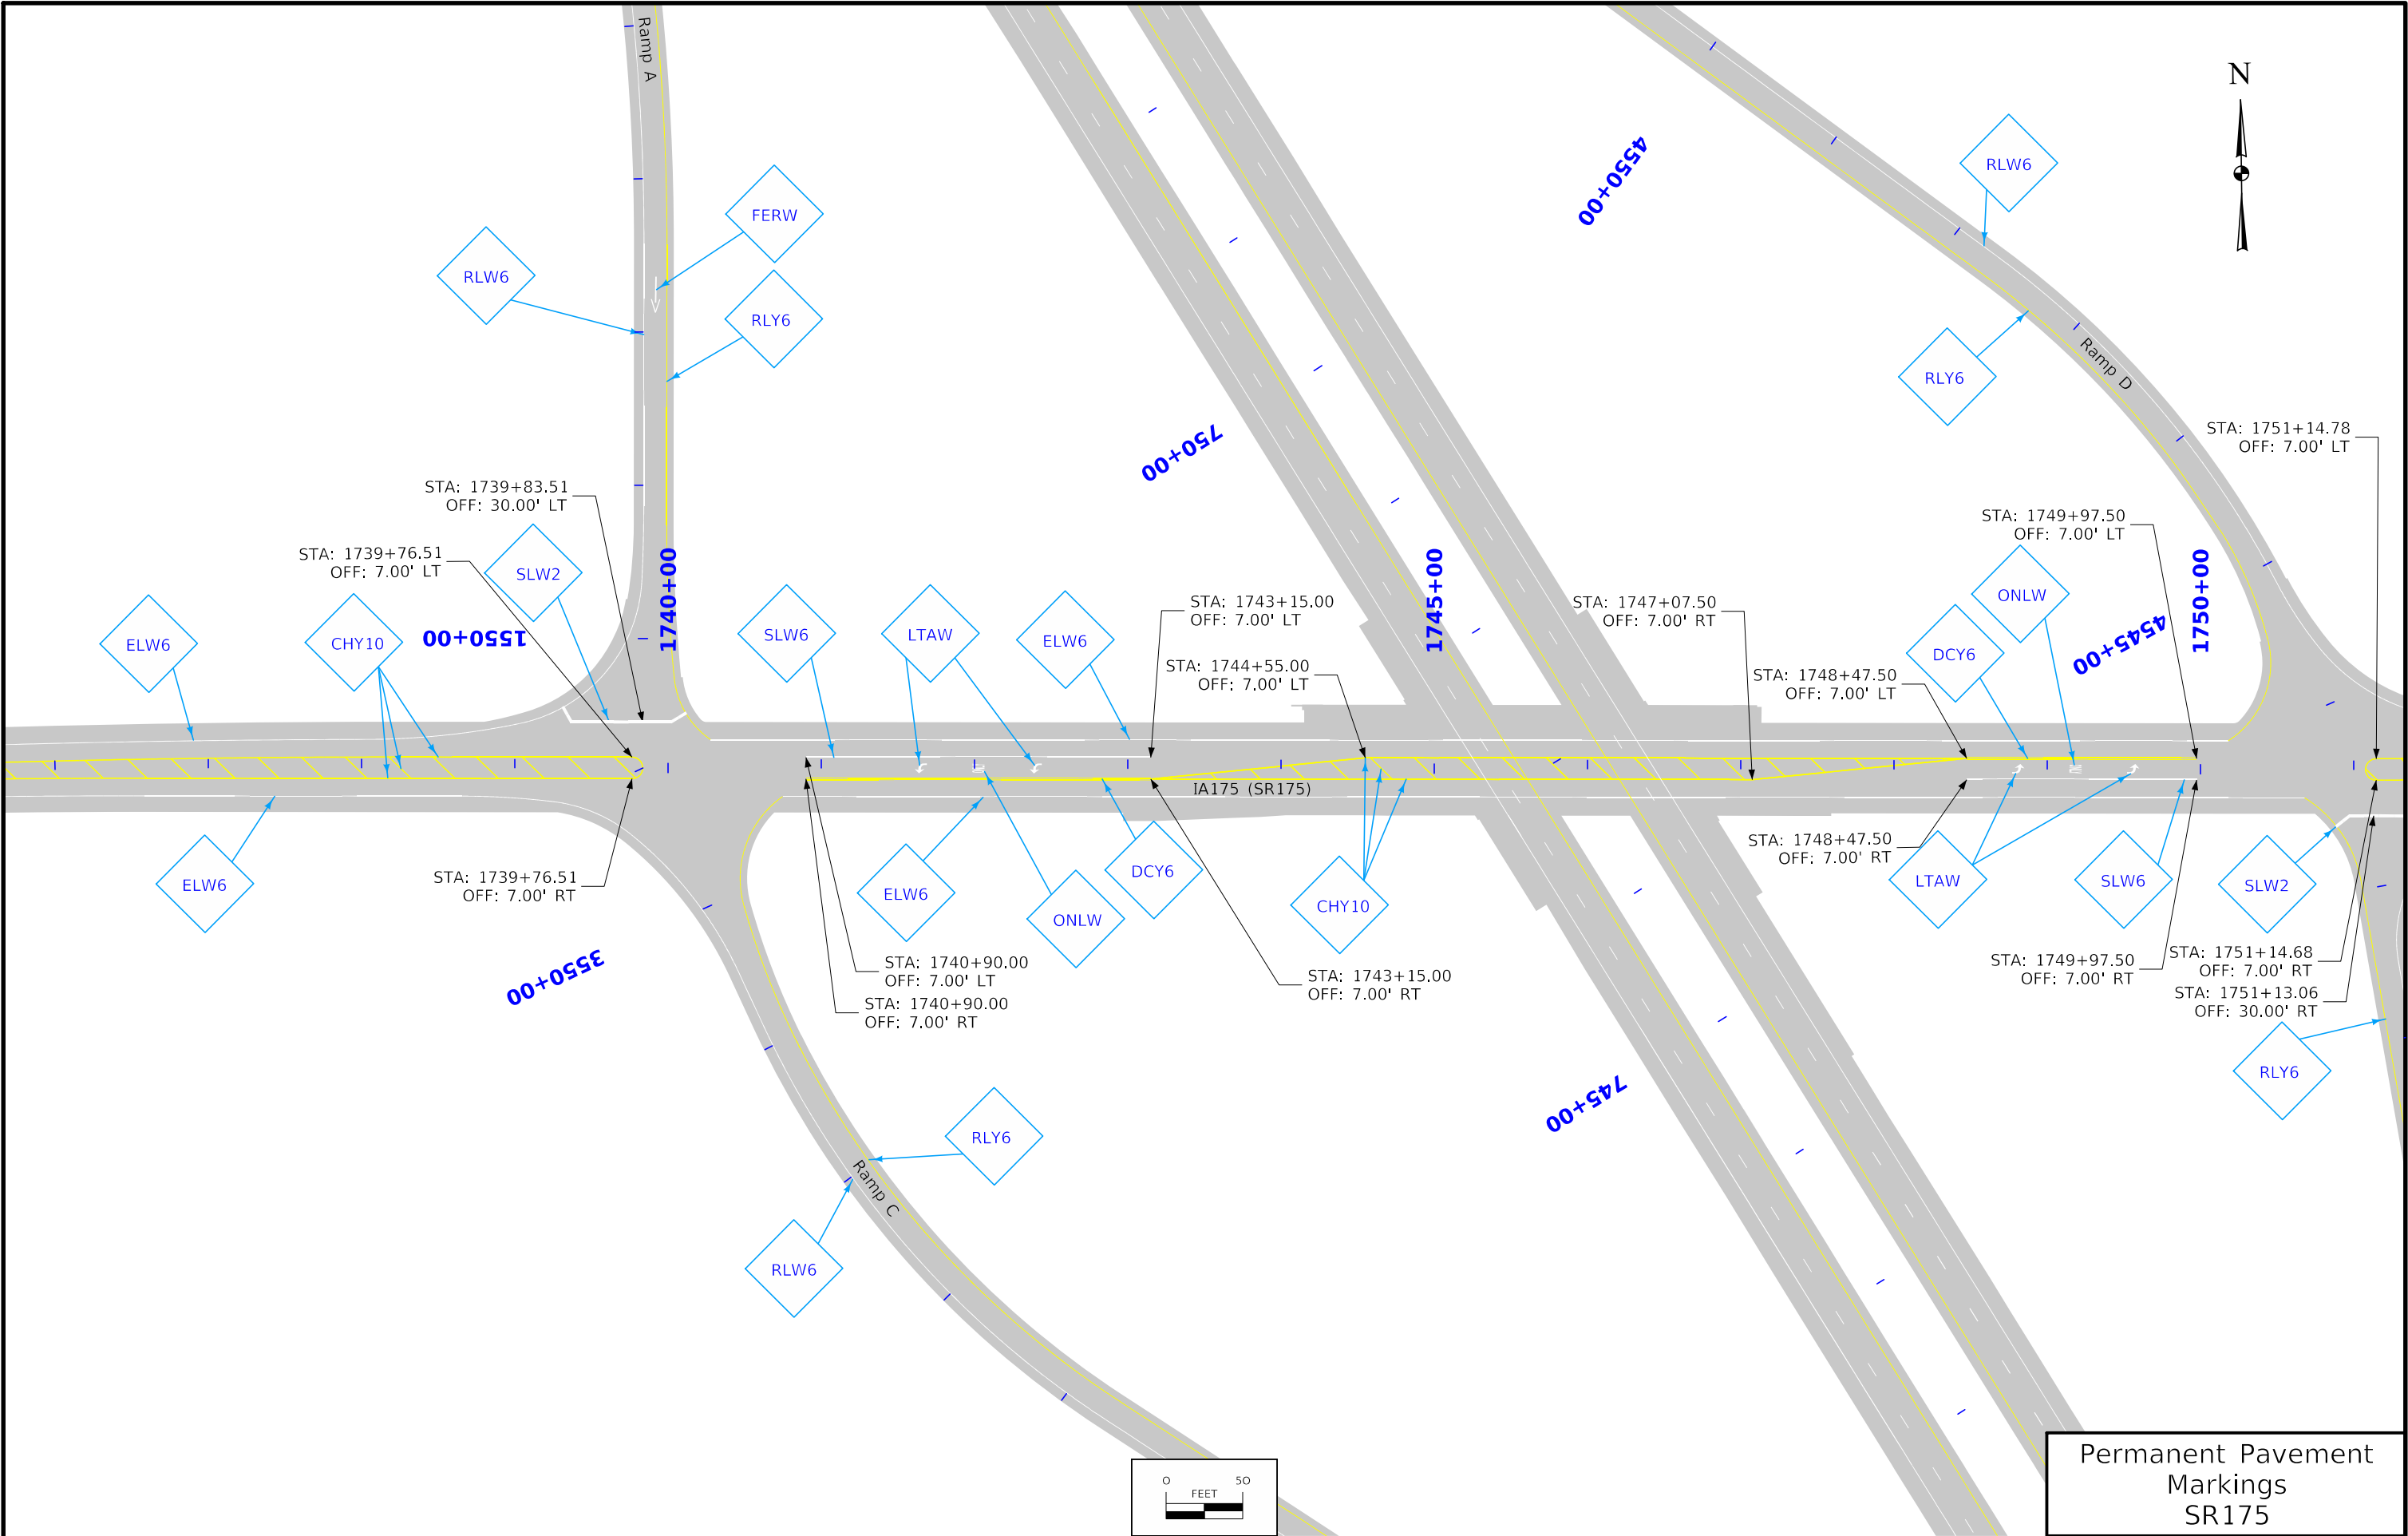 Ramp A
N
4550+00
RLW6
FERW
RLW6
RLY6
RLY6
Ramp D
750+00
STA: 1751+14.78
OFF: 7.00' LT
STA: 1739+83.51
OFF: 30.00' LT
STA: 1749+97.50
OFF: 7.00' LT
STA: 1739+76.51
OFF: 7.00' LT
SLW2
1740+00
1745+00
1750+00
ONLW
STA: 1743+15.00
OFF: 7.00' LT
STA: 1747+07.50
OFF: 7.00' RT
ELW6
CHY10
1550+00
SLW6
LTAW
ELW6
DCY6
4545+00
STA: 1744+55.00
OFF: 7.00' LT
STA: 1748+47.50
OFF: 7.00' LT
IA175 (SR175)
STA: 1748+47.50
OFF: 7.00' RT
ELW6
STA: 1739+76.51
OFF: 7.00' RT
ELW6
ONLW
DCY6
CHY10
LTAW
SLW6
SLW2
3550+00
STA: 1740+90.00
OFF: 7.00' LT
STA: 1740+90.00
OFF: 7.00' RT
STA: 1743+15.00
OFF: 7.00' RT
STA: 1749+97.50
OFF: 7.00' RT
STA: 1751+14.68
OFF: 7.00' RT
STA: 1751+13.06
OFF: 30.00' RT
RLY6
745+00
RLY6
Ramp C
RLW6
0 50
FEET
Permanent Pavement
Markings
SR175